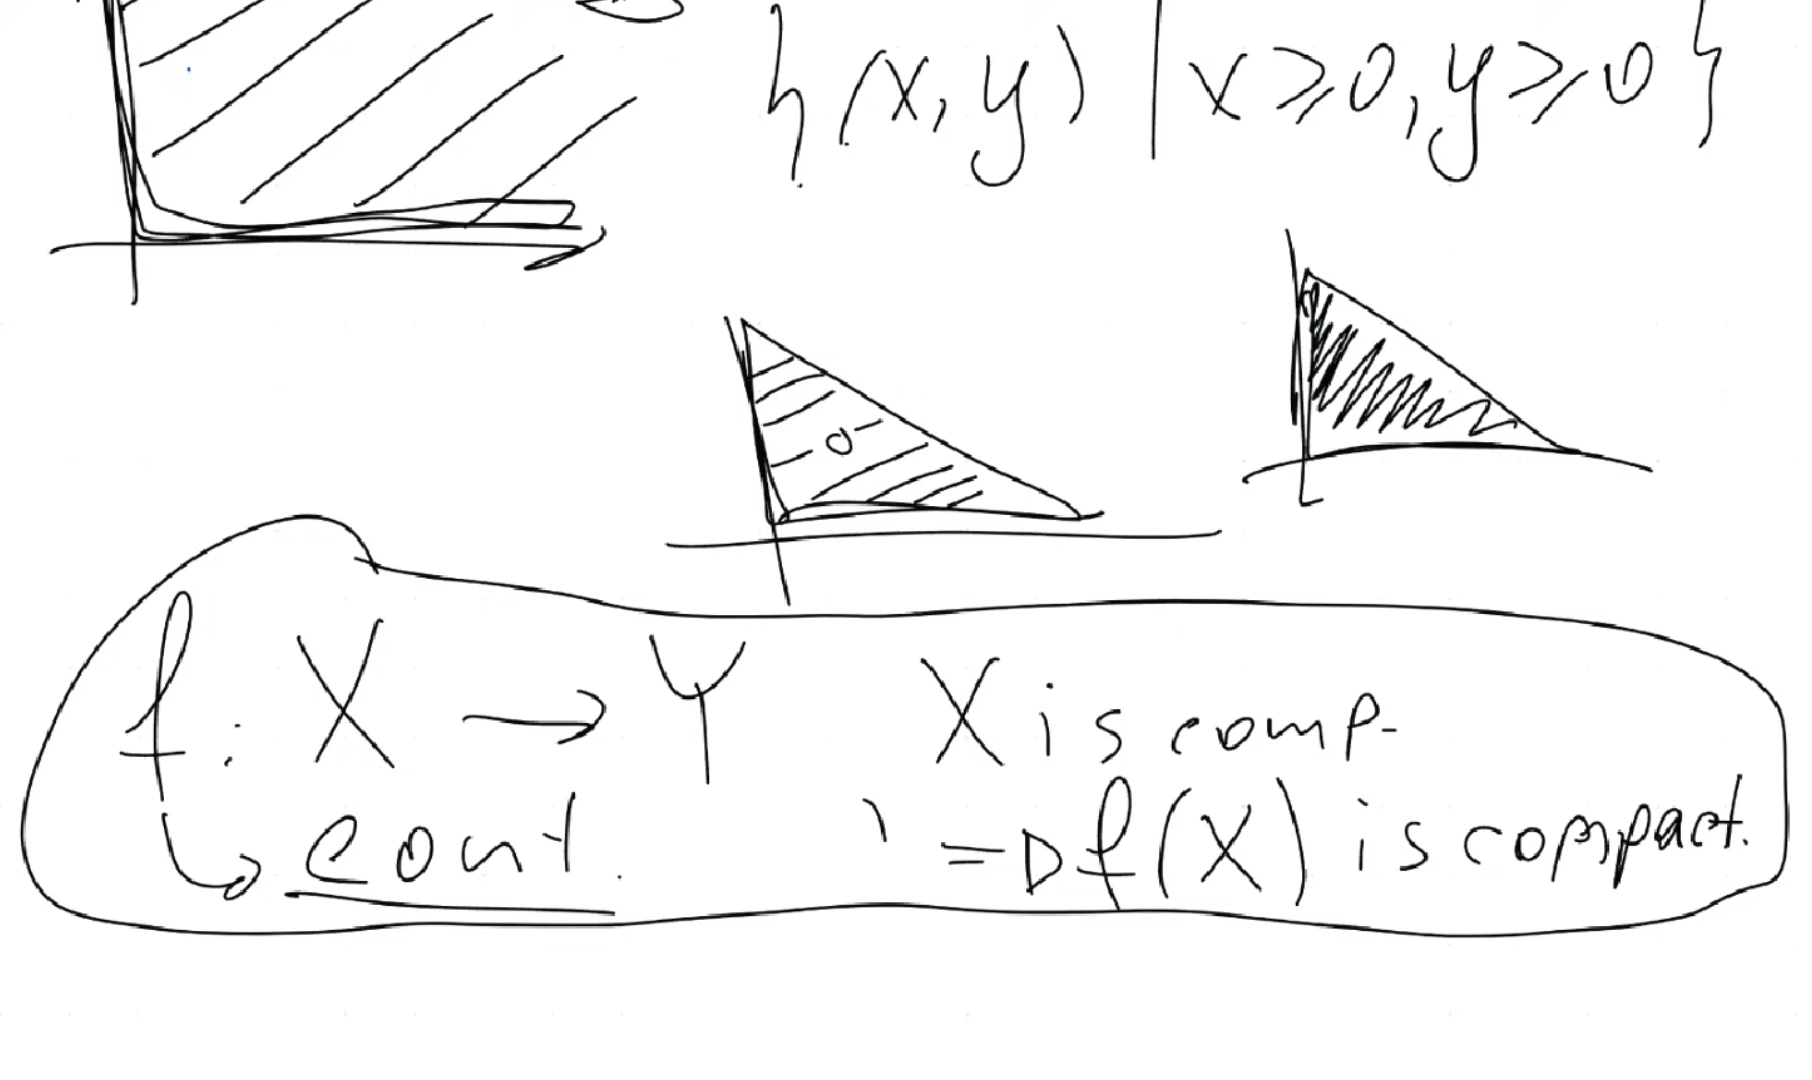 {(x, y) | x ⩾ 0, y ⩾ 0}
f: X → Y X is comp.
↳ cont. ⇒ f(X) is compact.